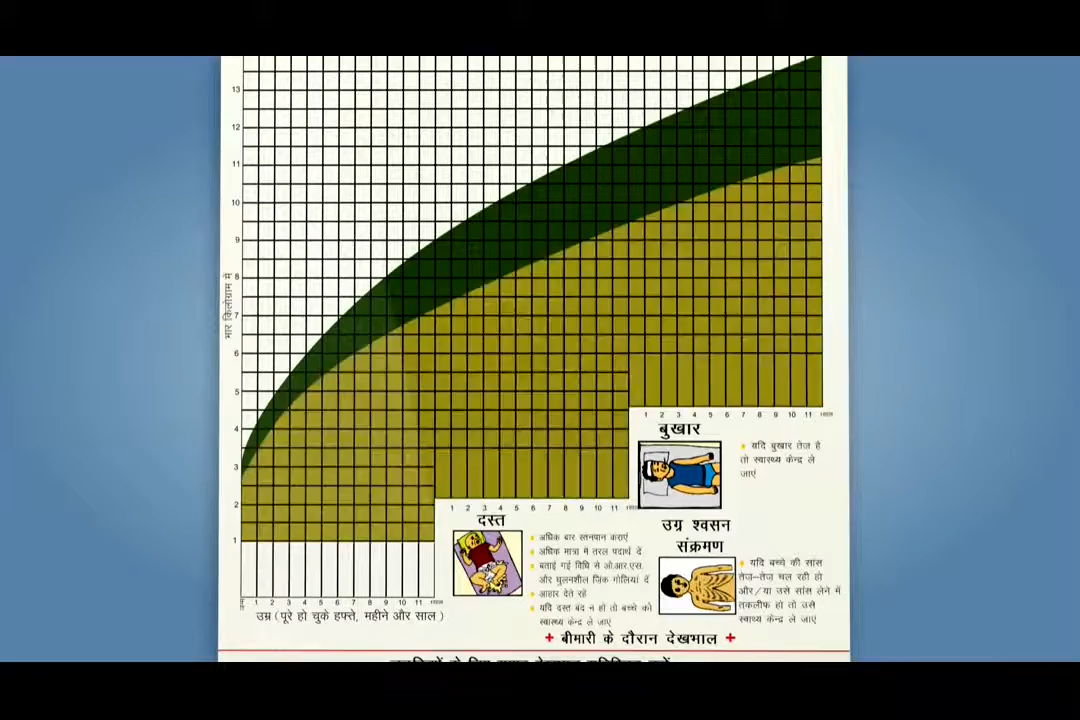 13
12
11
10
9
8
7
6
5
4
3
2
1
भार किलोग्राम में
1 2 3 4 5 6 7 8 9 10 11
बुखार
यदि बुखार तेज है
तो स्वास्थ्य केन्द्र ले
जाएं
1 2 3 4 5 6 7 8 9 10 11
दस्त
अधिक बार स्तनपान कराएं
अधिक मात्रा में तरल पदार्थ दें
बताई गई विधि से ओ.आर.एस.
और घुलनशील जिंक गोलियां दें
आहार देते रहें
यदि दस्त बंद न हो तो बच्चे को
स्वास्थ्य केन्द्र ले जाएं
उग्र श्वसन
संक्रमण
यदि बच्चे की सांस
तेज–तेज चल रही हो
और/या उसे सांस लेने में
तकलीफ हो तो उसे
स्वाथ्य केन्द्र ले जाएं
1 2 3 4 5 6 7 8 9 10 11
उम्र (पूरे हो चुके हफ्ते, महीने और साल)
+ बीमारी के दौरान देखभाल +